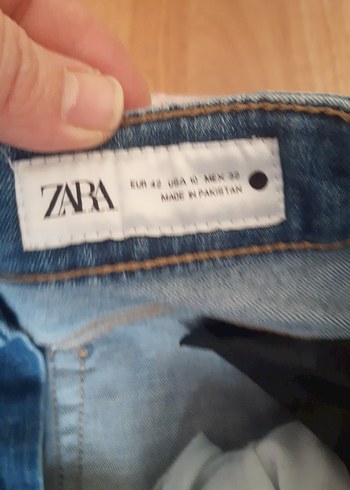 ZARA
EUR 42 USA 10 MEX 32
MADE IN PAKISTAN